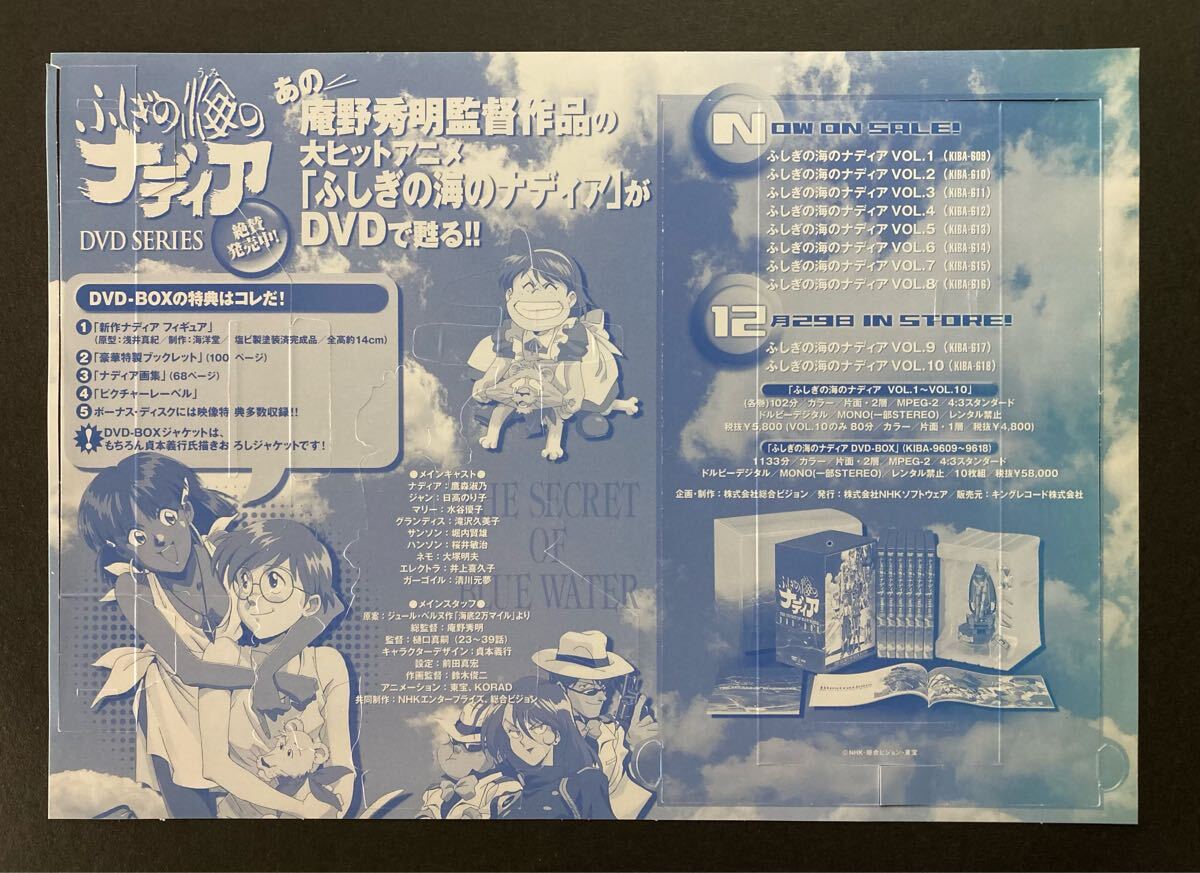 うみ
ふしぎの海の
ナディア
DVD SERIES
絶賛
発売中!
あの
庵野秀明監督作品の
大ヒットアニメ
「ふしぎの海のナディア」が
DVDで甦る!!
DVD-BOXの特典はコレだ!
①「新作ナディア フィギュア」
(原型:浅井真紀/制作:海洋堂/塩ビ製塗装済完成品/全高約14cm)
②「豪華特製ブックレット」(100 ページ)
③「ナディア画集」(68ページ)
④「ピクチャーレーベル」
⑤ボーナス・ディスクには映像特 典多数収録!!
! DVD-BOXジャケットは、
もちろん貞本義行氏描きお ろしジャケットです!
●メインキャスト●
ナディア:鷹森淑乃
ジャン:日高のり子
マリー:水谷優子
グランディス:滝沢久美子
サンソン:堀内賢雄
ハンソン:桜井敏治
ネモ:大塚明夫
エレクトラ:井上喜久子
ガーゴイル:清川元夢
THE SECRET
OF
BLUE WATER
●メインスタッフ●
原案:ジュール・ベルヌ作「海底2万マイル」より
総監督:庵野秀明
監督:樋口真嗣(23〜39話)
キャラクターデザイン:貞本義行
設定:前田真宏
作画監督:鈴木俊二
アニメーション:東宝、KORAD
共同制作:NHKエンタープライズ、総合ビジョン
NOW ON SALE!
ふしぎの海のナディア VOL.1 (KIBA-609)
ふしぎの海のナディア VOL.2 (KIBA-610)
ふしぎの海のナディア VOL.3 (KIBA-611)
ふしぎの海のナディア VOL.4 (KIBA-612)
ふしぎの海のナディア VOL.5 (KIBA-613)
ふしぎの海のナディア VOL.6 (KIBA-614)
ふしぎの海のナディア VOL.7 (KIBA-615)
ふしぎの海のナディア VOL.8 (KIBA-616)
12月29日 IN STORE!
ふしぎの海のナディア VOL.9 (KIBA-617)
ふしぎの海のナディア VOL.10 (KIBA-618)
「ふしぎの海のナディア VOL.1〜VOL.10」
(各巻)102分/カラー/片面・2層/MPEG-2/4:3スタンダード
ドルビーデジタル/MONO(一部STEREO)/レンタル禁止
税抜¥5,800 (VOL.10のみ 80分/カラー/片面・1層/税抜¥4,800)
「ふしぎの海のナディア DVD-BOX」(KIBA-9609〜9618)
1133分/カラー/片面・2層/MPEG-2/4:3スタンダード
ドルビーデジタル/MONO(一部STEREO)/レンタル禁止/10枚組/税抜¥58,000
企画・制作:株式会社総合ビジョン/発行:株式会社NHKソフトウェア/販売元:キングレコード株式会社
ふしぎの海の
ナディア
©NHK・総合ビジョン・東宝